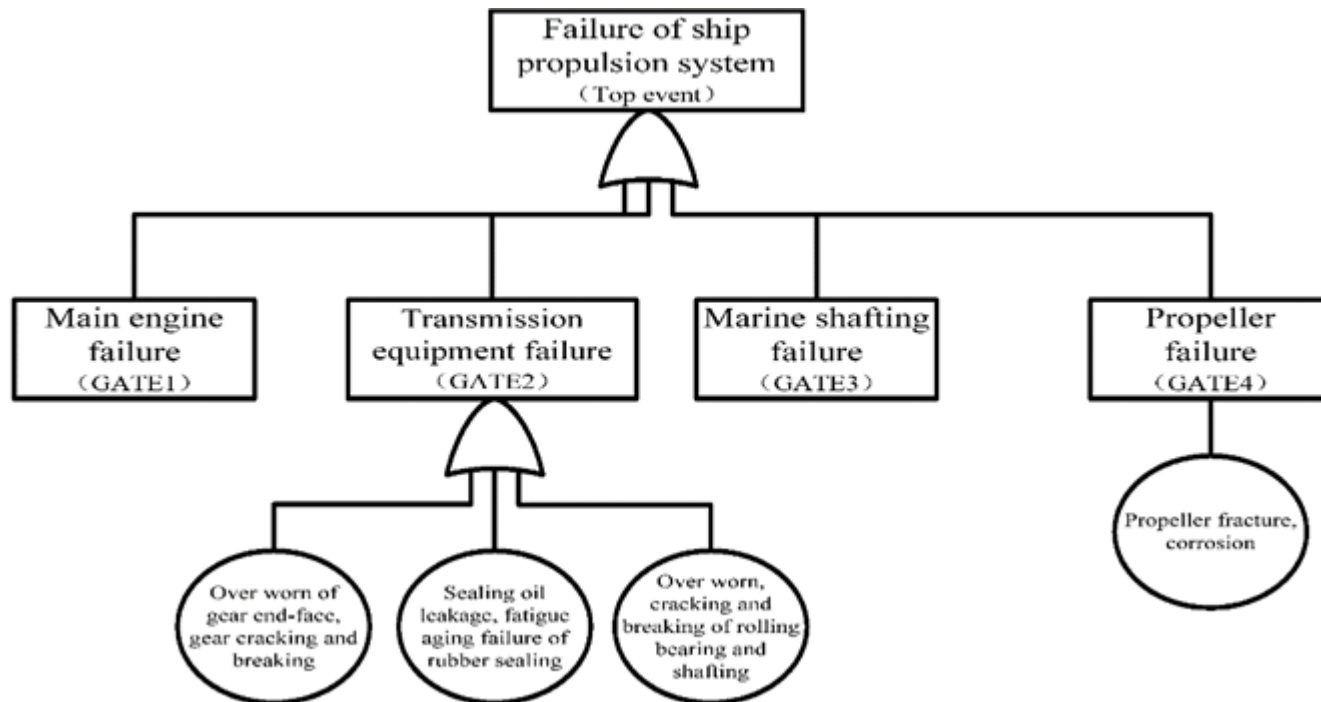 Failure of ship
propulsion system
（Top event）
Main engine
failure
（GATE1）
Transmission
equipment failure
（GATE2）
Marine shafting
failure
（GATE3）
Propeller
failure
（GATE4）
Over worn of
gear end-face,
gear cracking and
breaking
Sealing oil
leakage, fatigue
aging failure of
rubber sealing
Over worn,
cracking and
breaking of rolling
bearing and
shafting
Propeller fracture,
corrosion